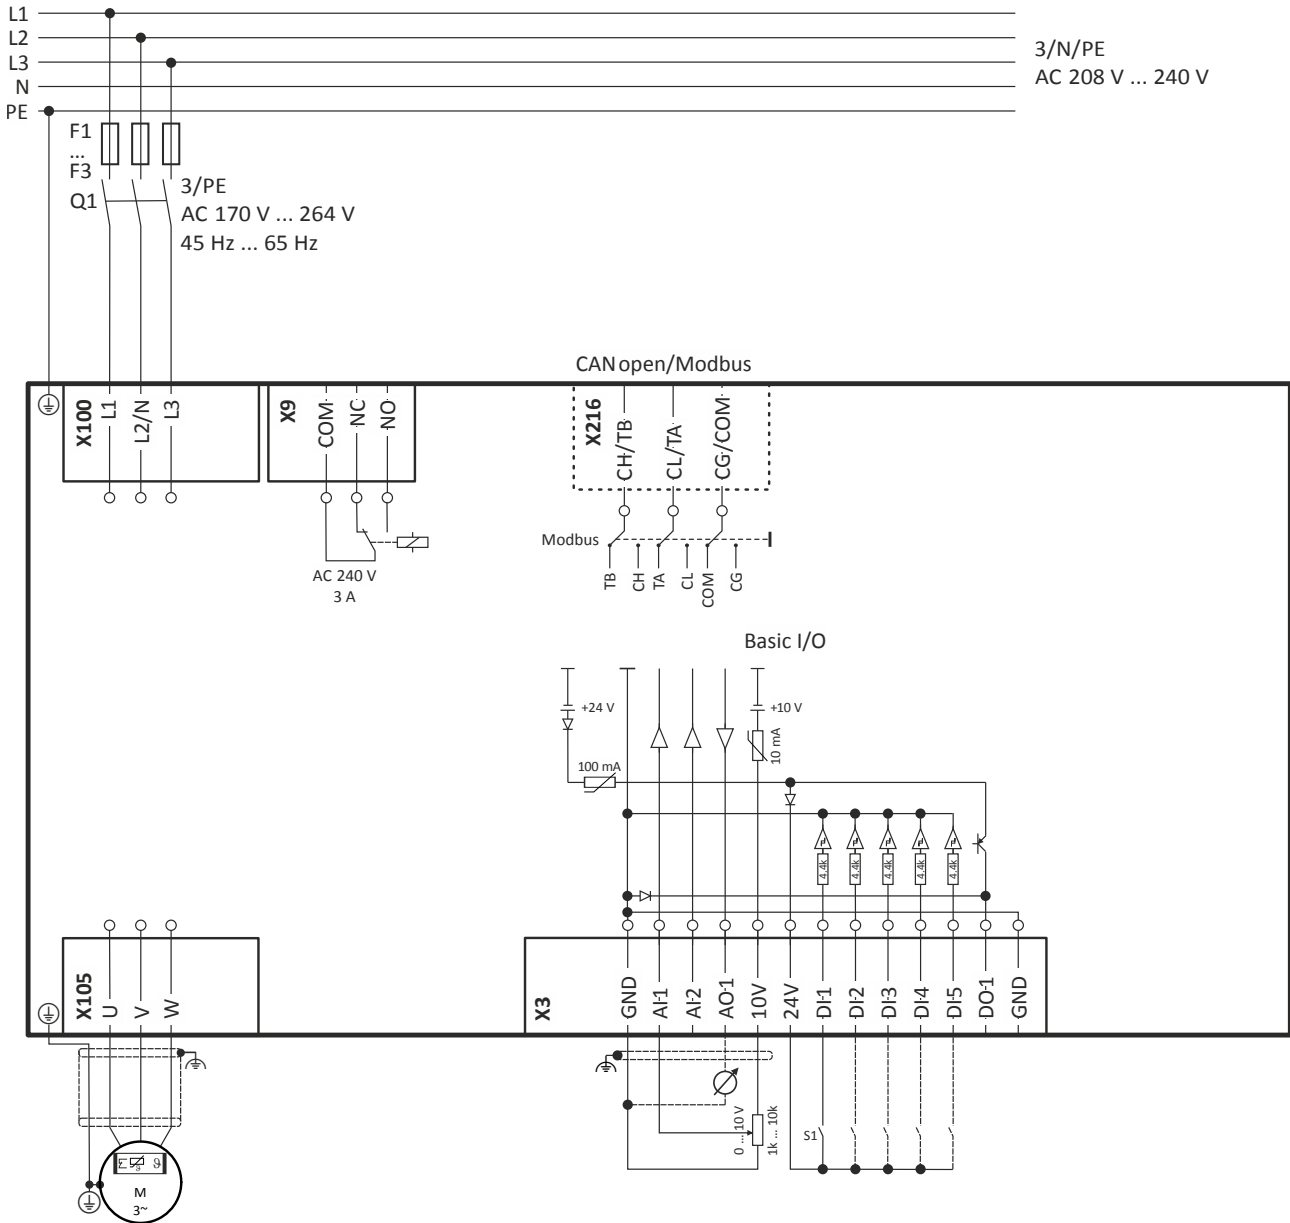 L1
L2
L3
N
PE
3/N/PE
AC 208 V ... 240 V
F1
...
F3
Q1
3/PE
AC 170 V ... 264 V
45 Hz ... 65 Hz
CANopen/Modbus
X100
L1
L2/N
L3
X9
COM
NC
NO
X216
CH/TB
CL/TA
CG/COM
Modbus
TB
CH
TA
CL
COM
CG
AC 240 V
3 A
Basic I/O
+24 V
+10 V
10 mA
100 mA
4.4k
4.4k
4.4k
4.4k
4.4k
X105
U
V
W
X3
GND
AI1
AI2
AO1
10V
24V
DI1
DI2
DI3
DI4
DI5
DO1
GND
0 ... 10 V
1k ... 10k
S1
ϑ
M
3~